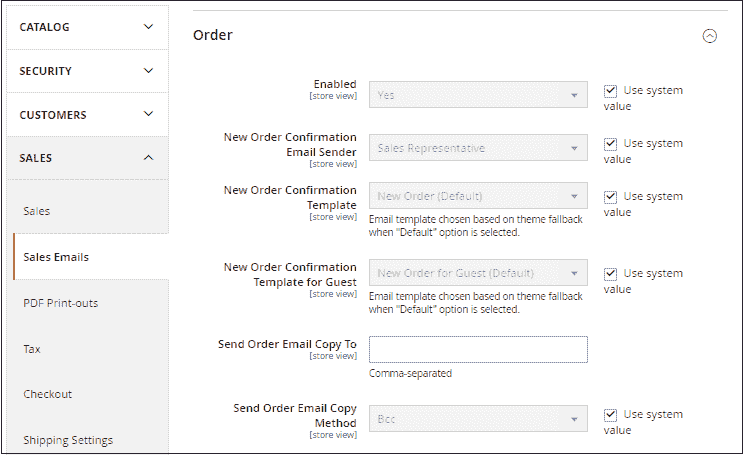 CATALOG
SECURITY
CUSTOMERS
SALES
Sales
Sales Emails
PDF Print-outs
Tax
Checkout
Shipping Settings
Order
Enabled
[store view]
Yes
Use system
value
New Order Confirmation
Email Sender
[store view]
Sales Representative
Use system
value
New Order Confirmation
Template
[store view]
New Order (Default)
Email template chosen based on theme fallback
when "Default" option is selected.
Use system
value
New Order Confirmation
Template for Guest
[store view]
New Order for Guest (Default)
Email template chosen based on theme fallback
when "Default" option is selected.
Use system
value
Send Order Email Copy To
[store view]
Comma-separated
Send Order Email Copy
Method
[store view]
Bcc
Use system
value